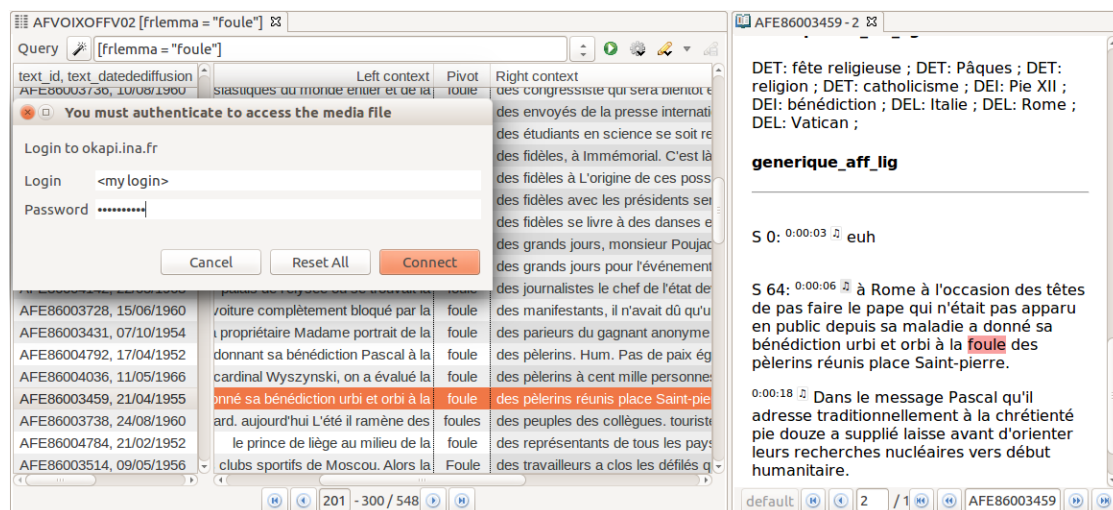 AFVOIXOFFV02 [frlemma = "foule"]
Query [frlemma = "foule"]
text_id, text_datedediffusion Left context Pivot Right context
AFE86003736, 10/08/1960 siastiques du monde entier et de la foule des congressiste qui sera bientôt e
des envoyés de la presse internati
des étudiants en science se soit re
des fidèles, à Immémorial. C'est là
des fidèles à L'origine de ces poss
des fidèles avec les présidents ser
des fidèles se livre à des danses e
des grands jours, monsieur Poujad
des grands jours pour l'événement
des journalistes le chef de l'état de
You must authenticate to access the media file
Login to okapi.ina.fr
Login <my login>
Password ••••••••••
Cancel Reset All Connect
AFE86003728, 15/06/1960 voiture complètement bloqué par la foule des manifestants, il n'avait dû qu'u
AFE86003431, 07/10/1954 a propriétaire Madame portrait de la foule des parieurs du gagnant anonyme
AFE86004792, 17/04/1952 donnant sa bénédiction Pascal à la foule des pèlerins. Hum. Pas de paix ég
AFE86004036, 11/05/1966 cardinal Wyszynski, on a évalué la foule des pèlerins à cent mille personnes
AFE86003459, 21/04/1955 onné sa bénédiction urbi et orbi à la foule des pèlerins réunis place Saint-pie
AFE86003738, 24/08/1960 ard. aujourd'hui L'été il ramène des foules des peuples des collègues. touriste
AFE86004784, 21/02/1952 le prince de liège au milieu de la foule des représentants de tous les pays
AFE86003514, 09/05/1956 clubs sportifs de Moscou. Alors la Foule des travailleurs a clos les défilés q
201 - 300 / 548
AFE86003459 - 2
DET: fête religieuse ; DET: Pâques ; DET:
religion ; DET: catholicisme ; DEI: Pie XII ;
DEI: bénédiction ; DEL: Italie ; DEL: Rome ;
DEL: Vatican ;
generique_aff_lig
S 0: 0:00:03 ♫ euh
S 64: 0:00:06 ♫ à Rome à l'occasion des têtes
de pas faire le pape qui n'était pas apparu
en public depuis sa maladie a donné sa
bénédiction urbi et orbi à la foule des
pèlerins réunis place Saint-pierre.
0:00:18 ♫ Dans le message Pascal qu'il
adresse traditionnellement à la chrétienté
pie douze a supplié laisse avant d'orienter
leurs recherches nucléaires vers début
humanitaire.
default 2 / 1 AFE86003459